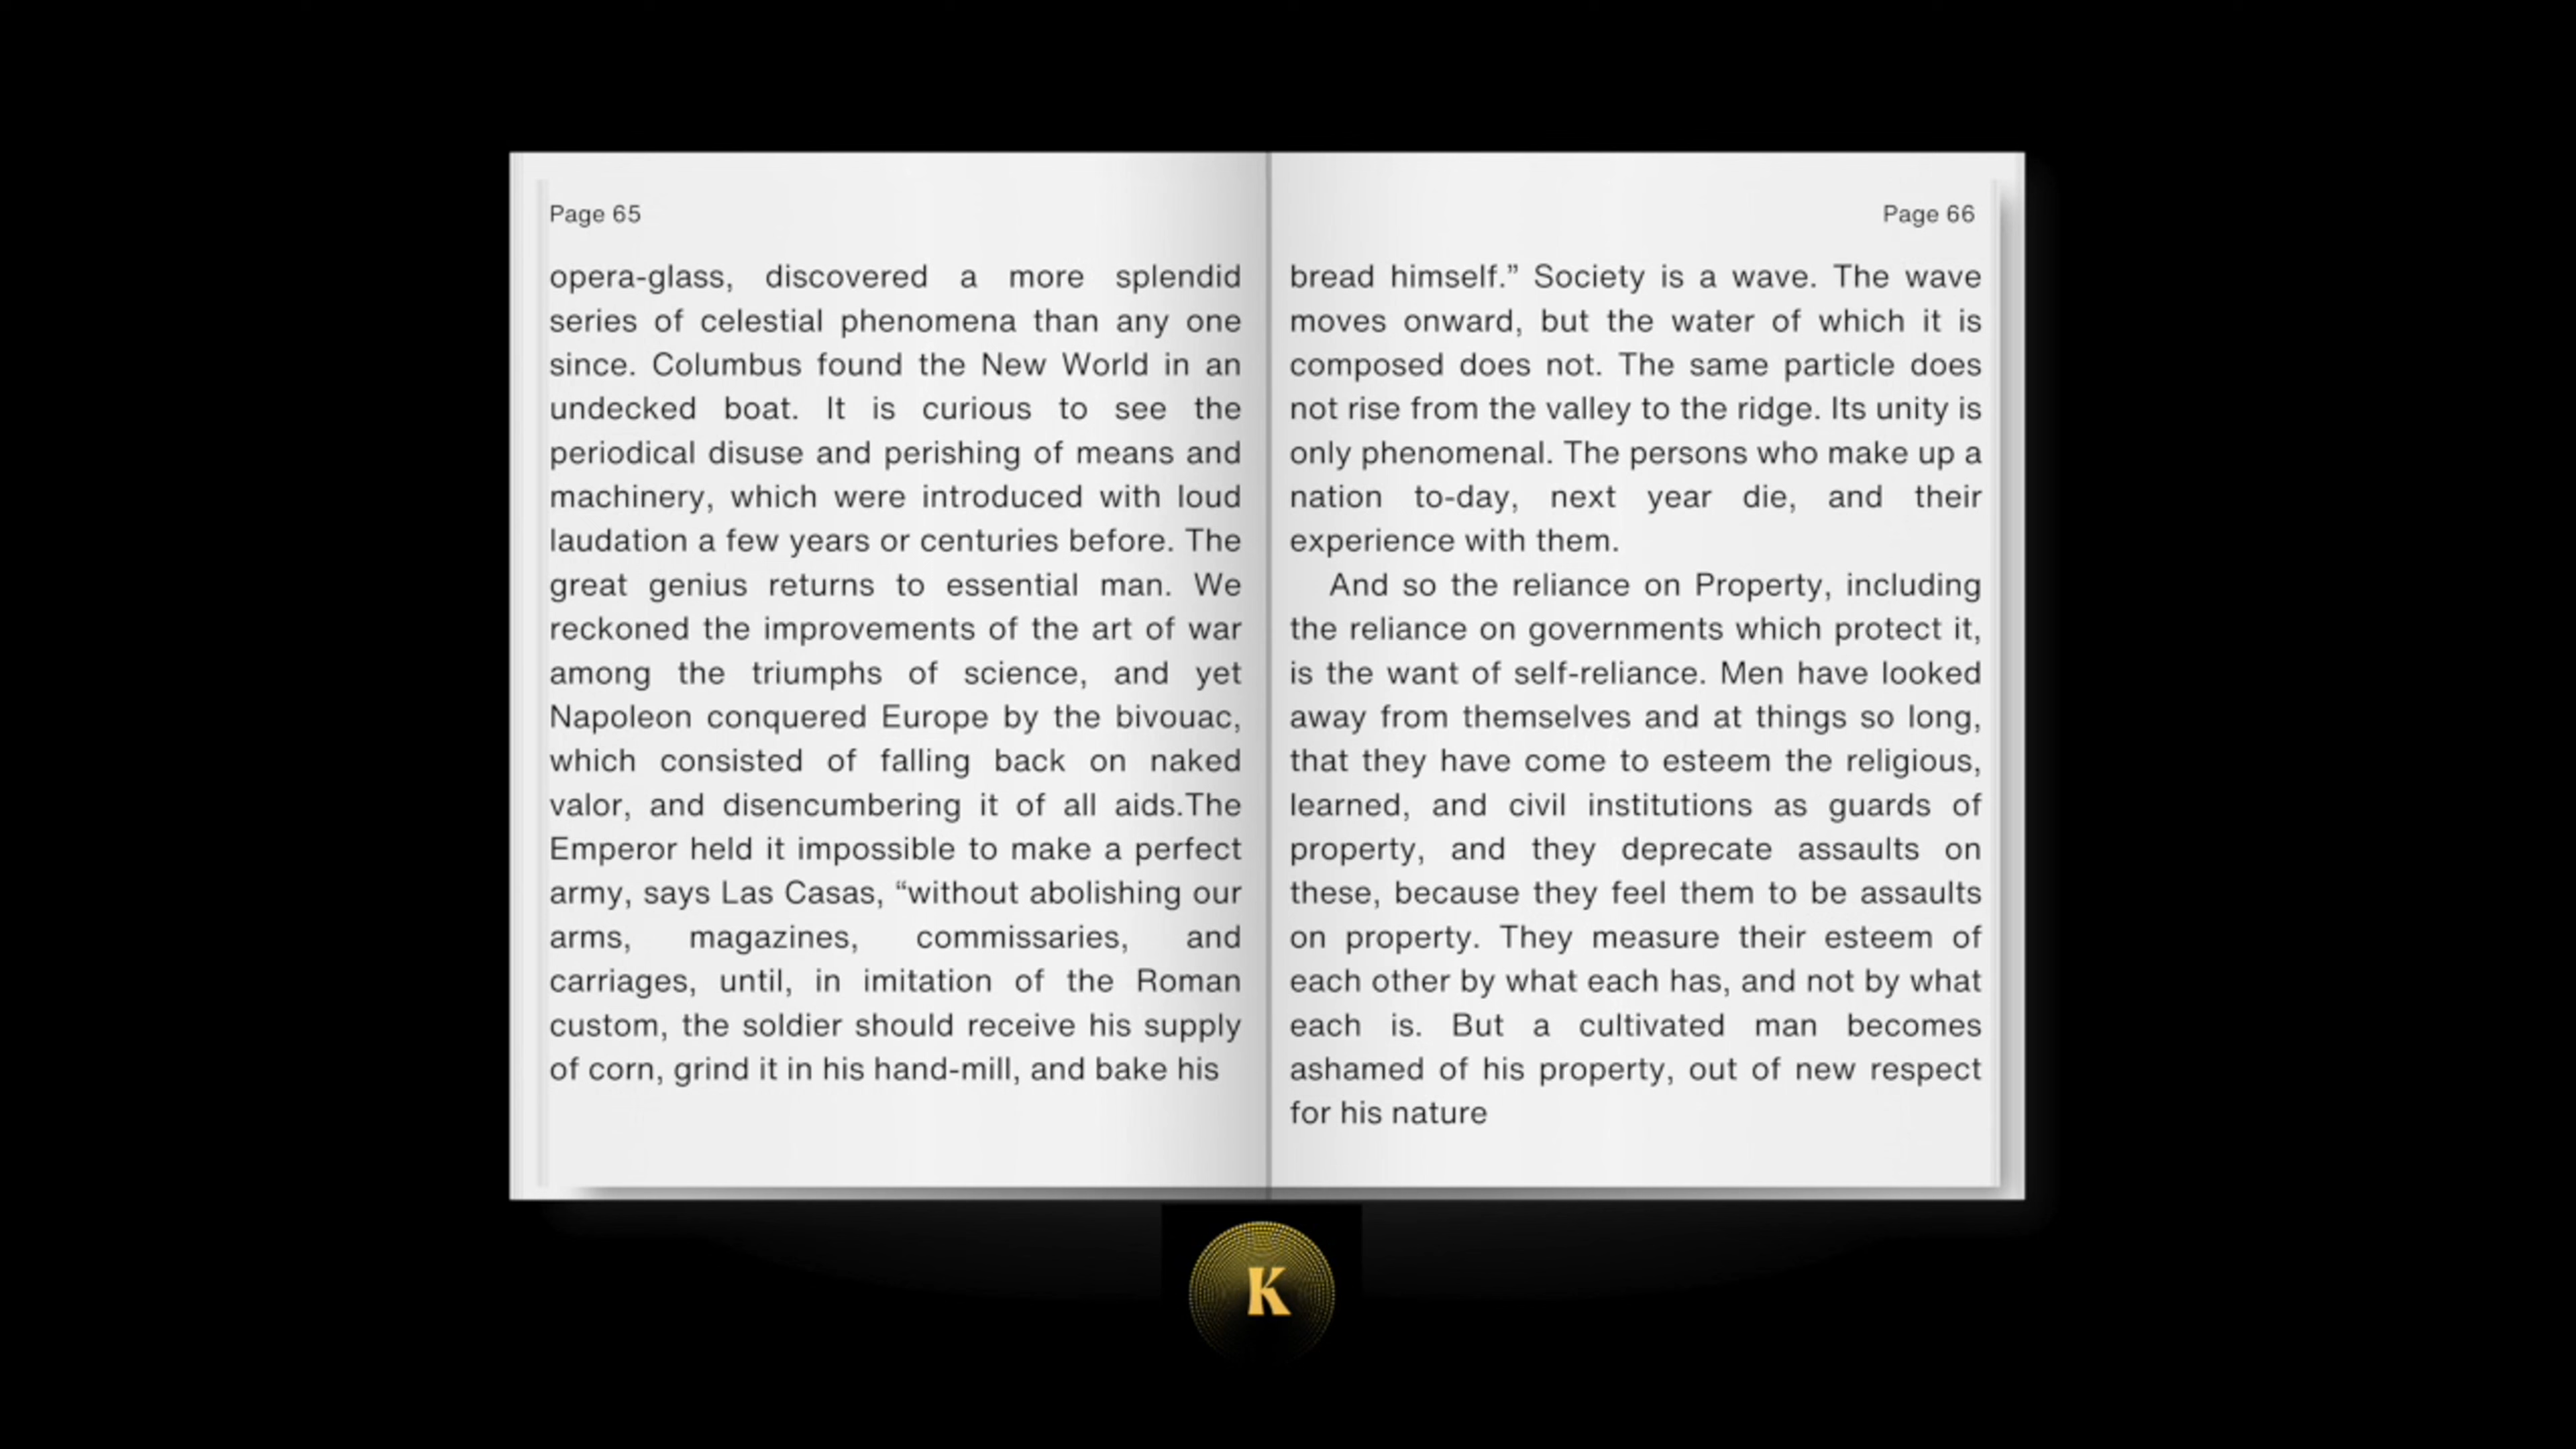 Page 65
opera-glass, discovered a more splendid
series of celestial phenomena than any one
since. Columbus found the New World in an
undecked boat. It is curious to see the
periodical disuse and perishing of means and
machinery, which were introduced with loud
laudation a few years or centuries before. The
great genius returns to essential man. We
reckoned the improvements of the art of war
among the triumphs of science, and yet
Napoleon conquered Europe by the bivouac,
which consisted of falling back on naked
valor, and disencumbering it of all aids.The
Emperor held it impossible to make a perfect
army, says Las Casas, “without abolishing our
arms, magazines, commissaries, and
carriages, until, in imitation of the Roman
custom, the soldier should receive his supply
of corn, grind it in his hand-mill, and bake his
Page 66
bread himself.” Society is a wave. The wave
moves onward, but the water of which it is
composed does not. The same particle does
not rise from the valley to the ridge. Its unity is
only phenomenal. The persons who make up a
nation to-day, next year die, and their
experience with them.
And so the reliance on Property, including
the reliance on governments which protect it,
is the want of self-reliance. Men have looked
away from themselves and at things so long,
that they have come to esteem the religious,
learned, and civil institutions as guards of
property, and they deprecate assaults on
these, because they feel them to be assaults
on property. They measure their esteem of
each other by what each has, and not by what
each is. But a cultivated man becomes
ashamed of his property, out of new respect
for his nature
K